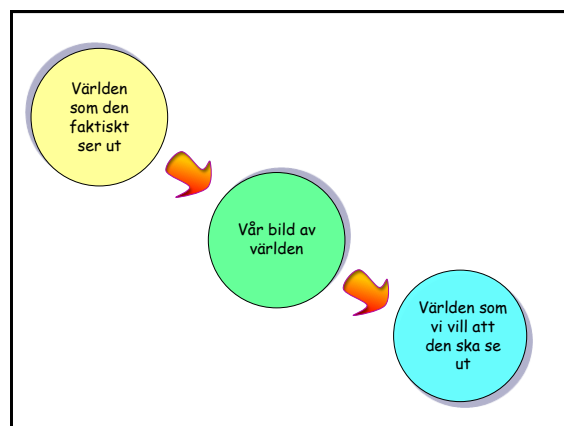 Världen
som den
faktiskt
ser ut
Vår bild av
världen
Världen som
vi vill att
den ska se
ut